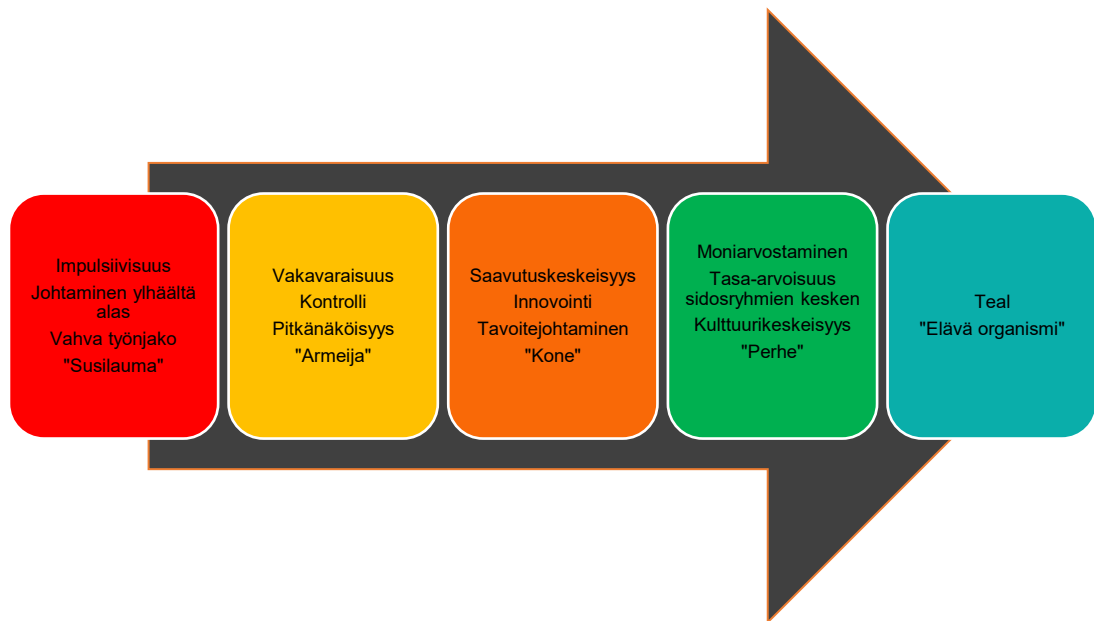 Impulsiivisuus
Johtaminen ylhäältä
alas
Vahva työnjako
"Susilauma"
Vakavaraisuus
Kontrolli
Pitkänäköisyys
"Armeija"
Saavutuskeskeisyys
Innovointi
Tavoitejohtaminen
"Kone"
Moniarvostaminen
Tasa-arvoisuus
sidosryhmien kesken
Kulttuurikeskeisyys
"Perhe"
Teal
"Elävä organismi"